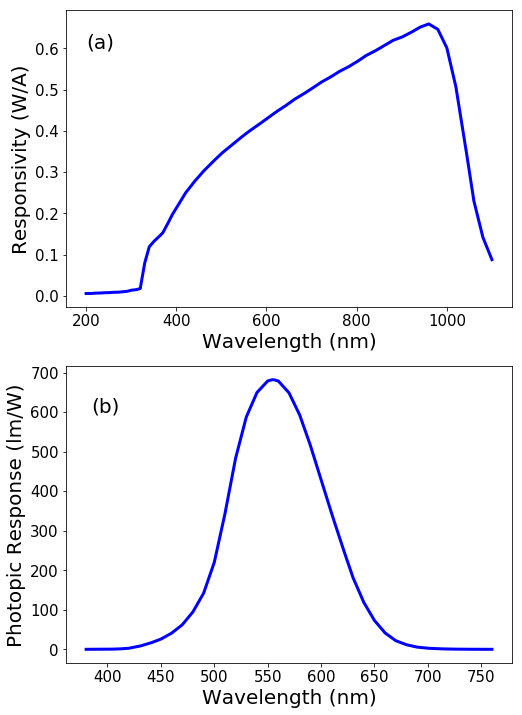 (a)
Responsivity (W/A)
0.6
0.5
0.4
0.3
0.2
0.1
0.0
200 400 600 800 1000
Wavelength (nm)
(b)
Photopic Response (lm/W)
700
600
500
400
300
200
100
0
400 450 500 550 600 650 700 750
Wavelength (nm)